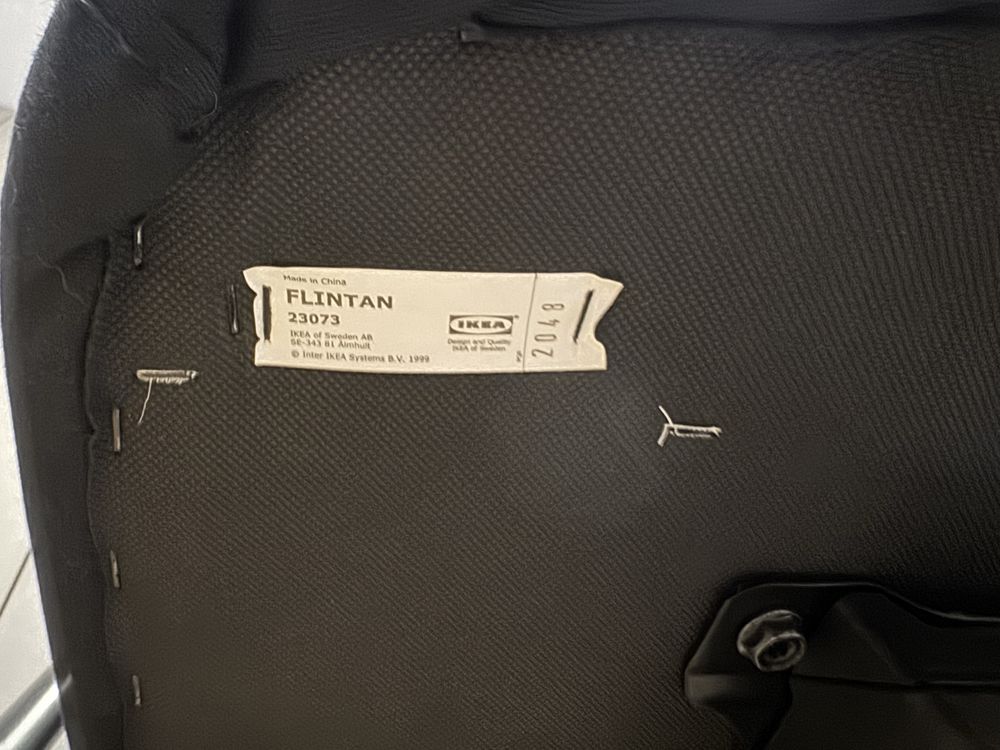 Made in China
FLINTAN
23073
IKEA of Sweden AB
SE-343 81 Älmhult
© Inter IKEA Systems B.V. 1999
IKEA
Design and Quality
IKEA of Sweden
2048